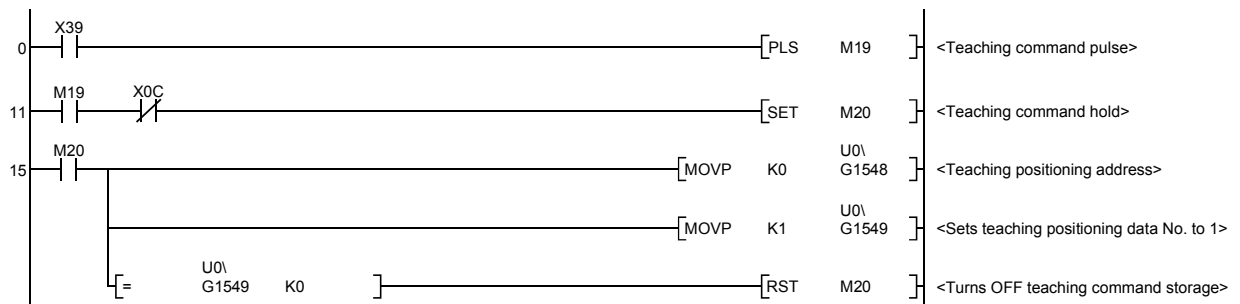 X39
0 [PLS M19 ] <Teaching command pulse>
M19 X0C
11 [SET M20 ] <Teaching command hold>
M20 U0\
15 [MOVP K0 G1548 ] <Teaching positioning address>
U0\
[MOVP K1 G1549 ] <Sets teaching positioning data No. to 1>
U0\
[= G1549 K0 ] [RST M20 ] <Turns OFF teaching command storage>